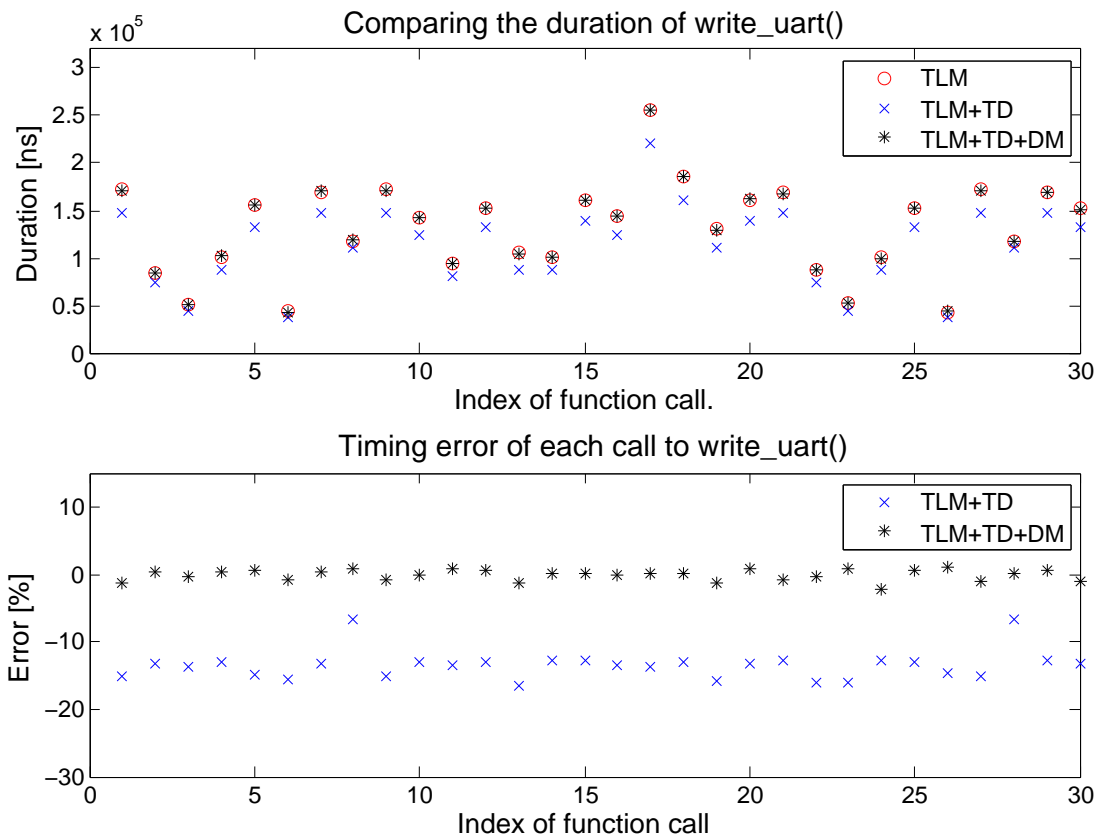 Comparing the duration of write_uart()
x 10⁵
Duration [ns]
3
2.5
2
1.5
1
0.5
0
TLM
TLM+TD
TLM+TD+DM
0 5 10 15 20 25 30
Index of function call.
Timing error of each call to write_uart()
Error [%]
10
0
−10
−20
−30
TLM+TD
TLM+TD+DM
0 5 10 15 20 25 30
Index of function call